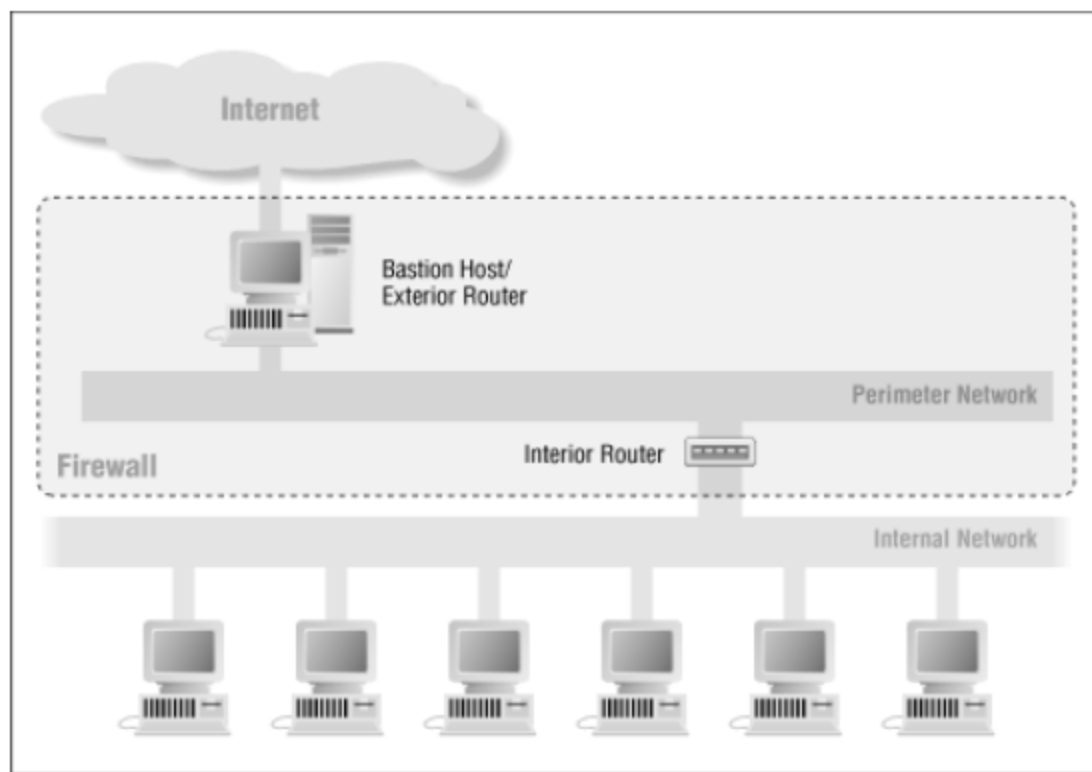 Internet
Bastion Host/
Exterior Router
Perimeter Network
Interior Router
Firewall
Internal Network